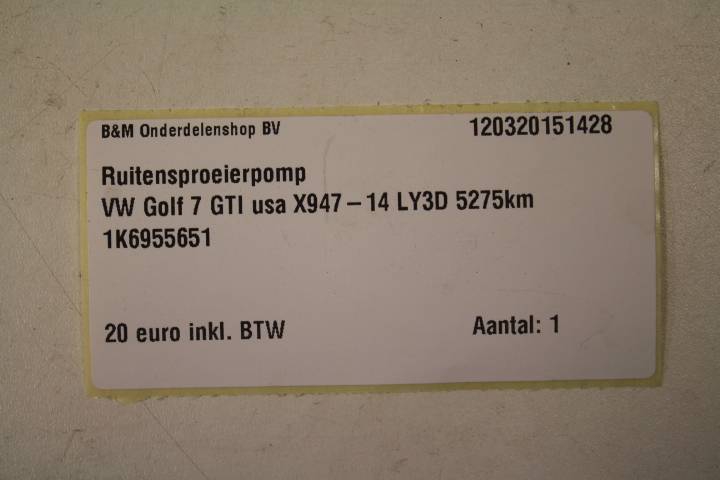 B&M Onderdelenshop BV 120320151428
Ruitensproeierpomp
VW Golf 7 GTI usa X947 – 14 LY3D 5275km
1K6955651
20 euro inkl. BTW Aantal: 1